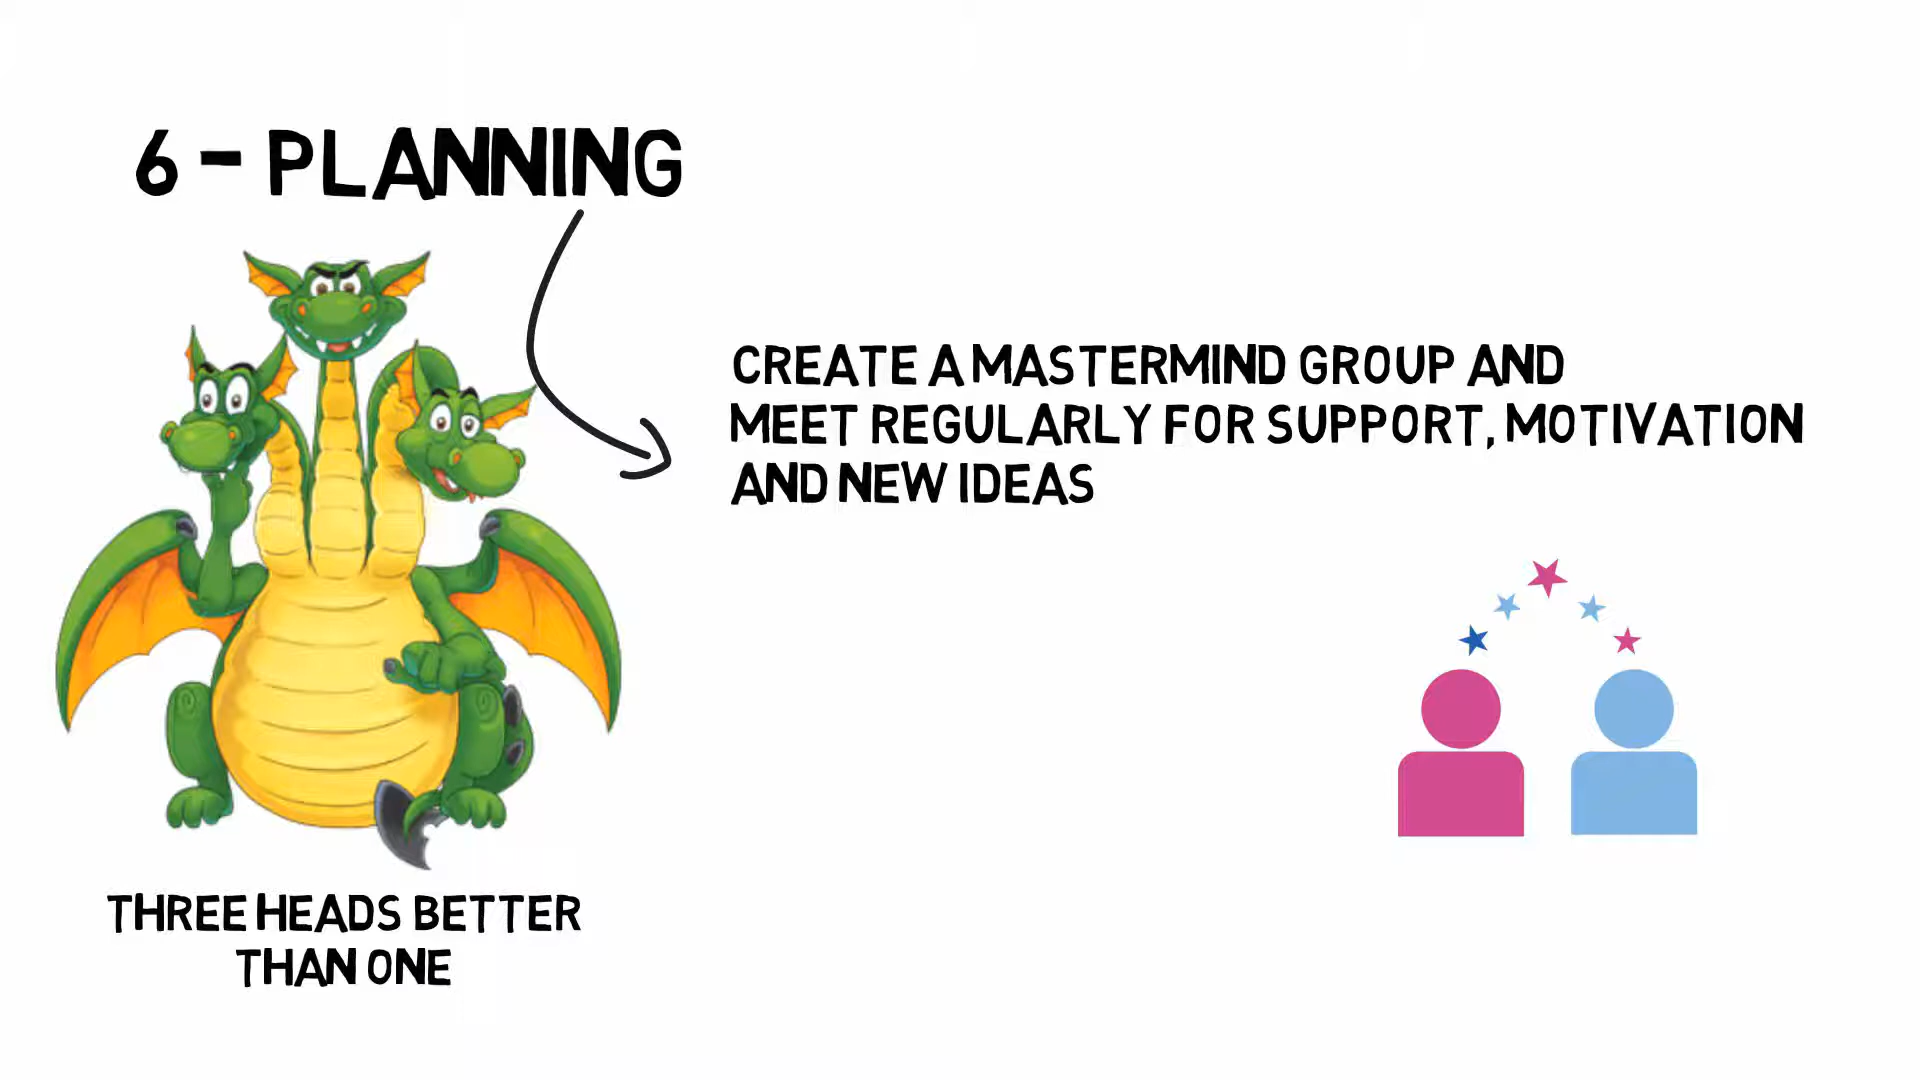 6 - PLANNING
CREATE A MASTERMIND GROUP AND
MEET REGULARLY FOR SUPPORT, MOTIVATION
AND NEW IDEAS
THREE HEADS BETTER
THAN ONE